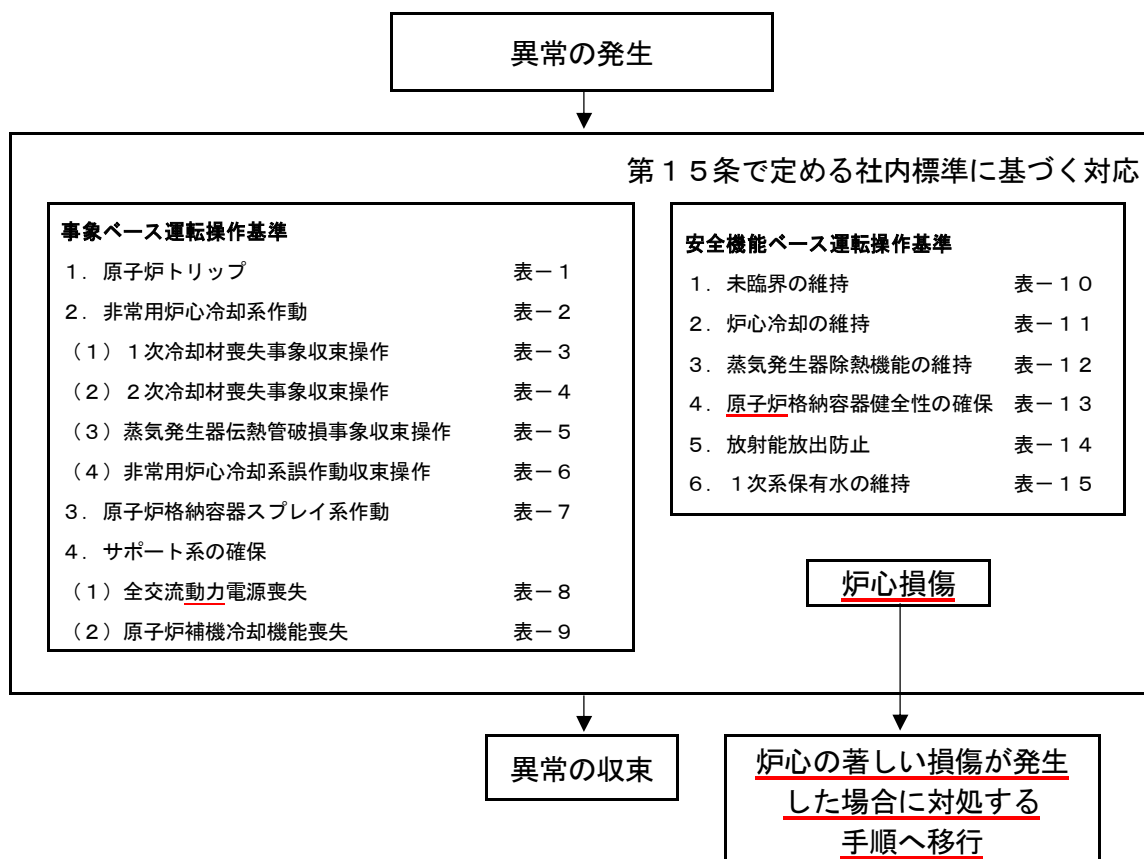 異常の発生
第１５条で定める社内標準に基づく対応
事象ベース運転操作基準
１．原子炉トリップ 表－１
２．非常用炉心冷却系作動 表－２
（１）１次冷却材喪失事象収束操作 表－３
（２）２次冷却材喪失事象収束操作 表－４
（３）蒸気発生器伝熱管破損事象収束操作 表－５
（４）非常用炉心冷却系誤作動収束操作 表－６
３．原子炉格納容器スプレイ系作動 表－７
４．サポート系の確保
（１）全交流動力電源喪失 表－８
（２）原子炉補機冷却機能喪失 表－９
安全機能ベース運転操作基準
１．未臨界の維持 表－１０
２．炉心冷却の維持 表－１１
３．蒸気発生器除熱機能の維持 表－１２
４．原子炉格納容器健全性の確保 表－１３
５．放射能放出防止 表－１４
６．１次系保有水の維持 表－１５
炉心損傷
異常の収束
炉心の著しい損傷が発生
した場合に対処する
手順へ移行